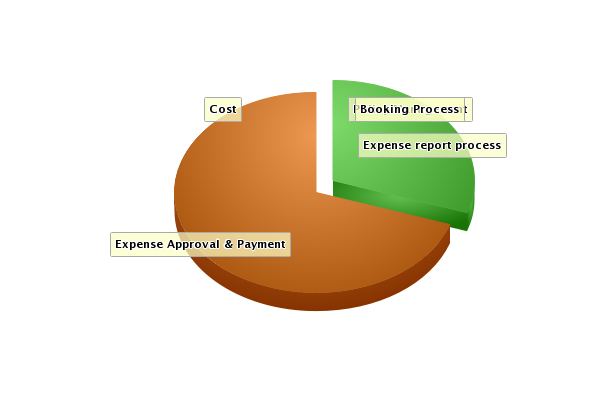 Cost
Booking Process
Expense report process
Expense Approval & Payment